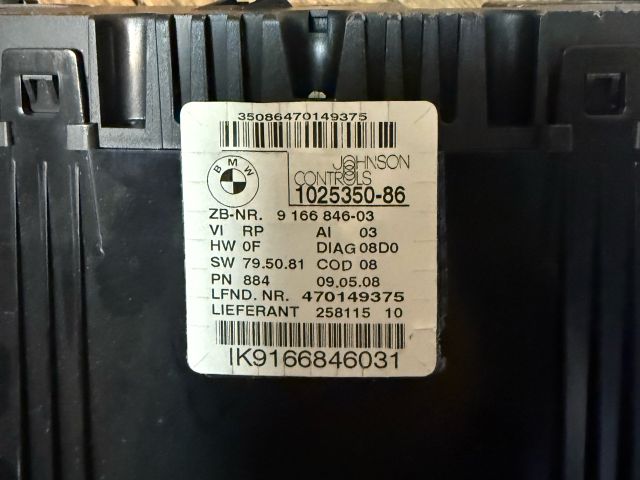 35086470149375
BMW
JOHNSON
CONTROLS
1025350-86
ZB-NR. 9 166 846-03
VI RP AI 03
HW 0F DIAG 08D0
SW 79.50.81 COD 08
PN 884 09.05.08
LFND. NR. 470149375
LIEFERANT 258115 10
IK9166846031